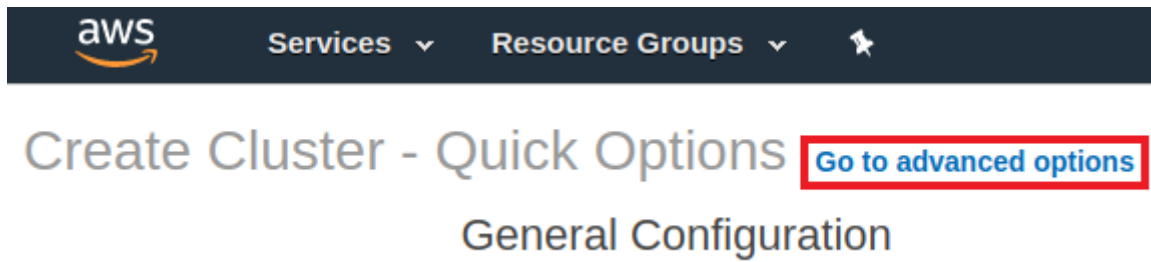 aws Services Resource Groups
Create Cluster - Quick Options Go to advanced options
General Configuration